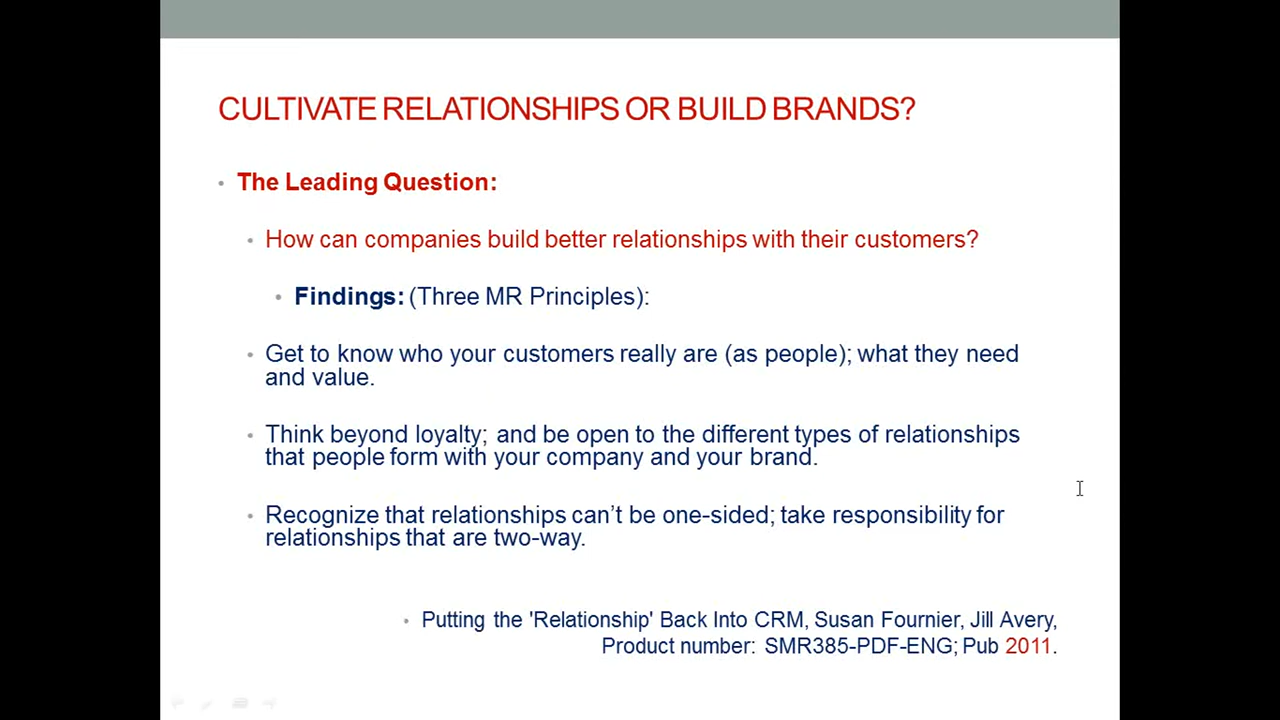 CULTIVATE RELATIONSHIPS OR BUILD BRANDS?
• The Leading Question:
• How can companies build better relationships with their customers?
• Findings: (Three MR Principles):
• Get to know who your customers really are (as people); what they need
and value.
• Think beyond loyalty; and be open to the different types of relationships
that people form with your company and your brand.
• Recognize that relationships can’t be one-sided; take responsibility for
relationships that are two-way.
• Putting the 'Relationship' Back Into CRM, Susan Fournier, Jill Avery,
Product number: SMR385-PDF-ENG; Pub 2011.